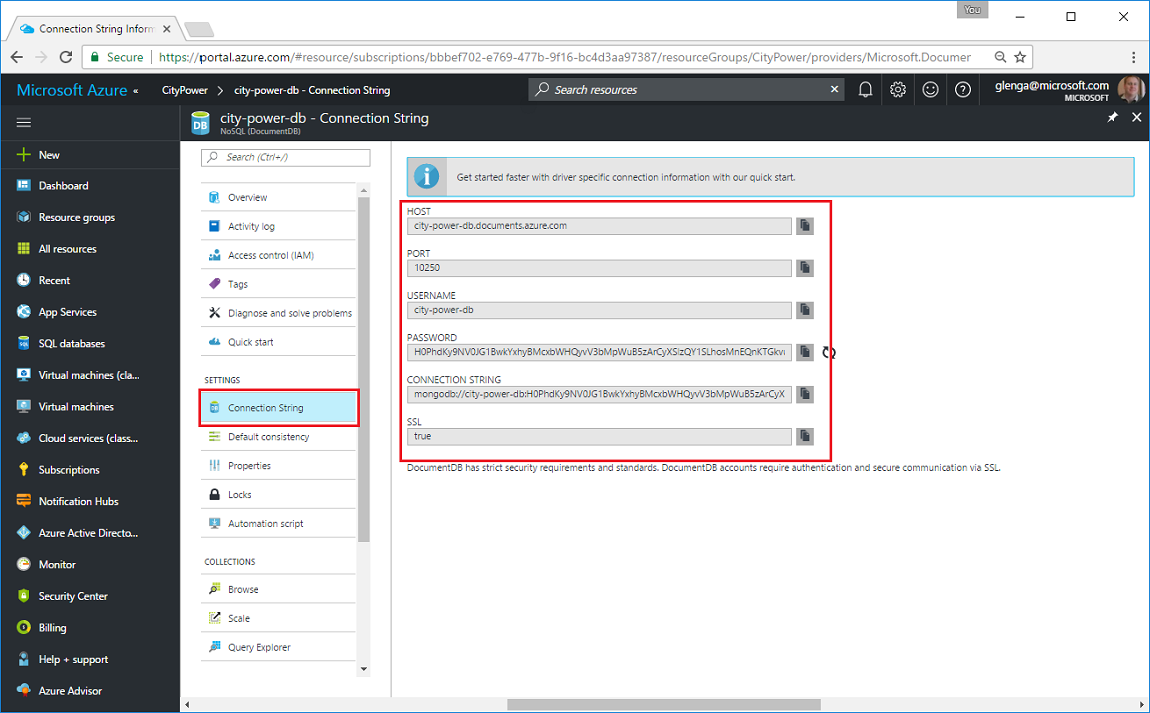 You
Connection String Inform
Secure https://portal.azure.com/#resource/subscriptions/bbbef702-e769-477b-9f16-bc4d3aa97387/resourceGroups/CityPower/providers/Microsoft.Documer
Microsoft Azure « CityPower > city-power-db - Connection String
Search resources
glenga@microsoft.com
MICROSOFT
DB
city-power-db - Connection String
NoSQL (DocumentDB)
New
Dashboard
Resource groups
All resources
Recent
App Services
SQL databases
Virtual machines (cla...
Virtual machines
Cloud services (class...
Subscriptions
Notification Hubs
Azure Active Directo...
Monitor
Security Center
Billing
Help + support
Azure Advisor
Search (Ctrl+/)
Overview
Activity log
Access control (IAM)
Tags
Diagnose and solve problems
Quick start
SETTINGS
Connection String
Default consistency
Properties
Locks
Automation script
COLLECTIONS
Browse
Scale
Query Explorer
Get started faster with driver specific connection information with our quick start.
HOST
city-power-db.documents.azure.com
PORT
10250
USERNAME
city-power-db
PASSWORD
H0PhdKy9NV0JG1BwkYxhyBMcxbWHQyvV3bMpWuB5zArCyXSizQY1SLhosMnEQnKTGkvı
CONNECTION STRING
mongodb://city-power-db:H0PhdKy9NV0JG1BwkYxhyBMcxbWHQyvV3bMpWuB5zArCyX
SSL
true
DocumentDB has strict security requirements and standards. DocumentDB accounts require authentication and secure communication via SSL.